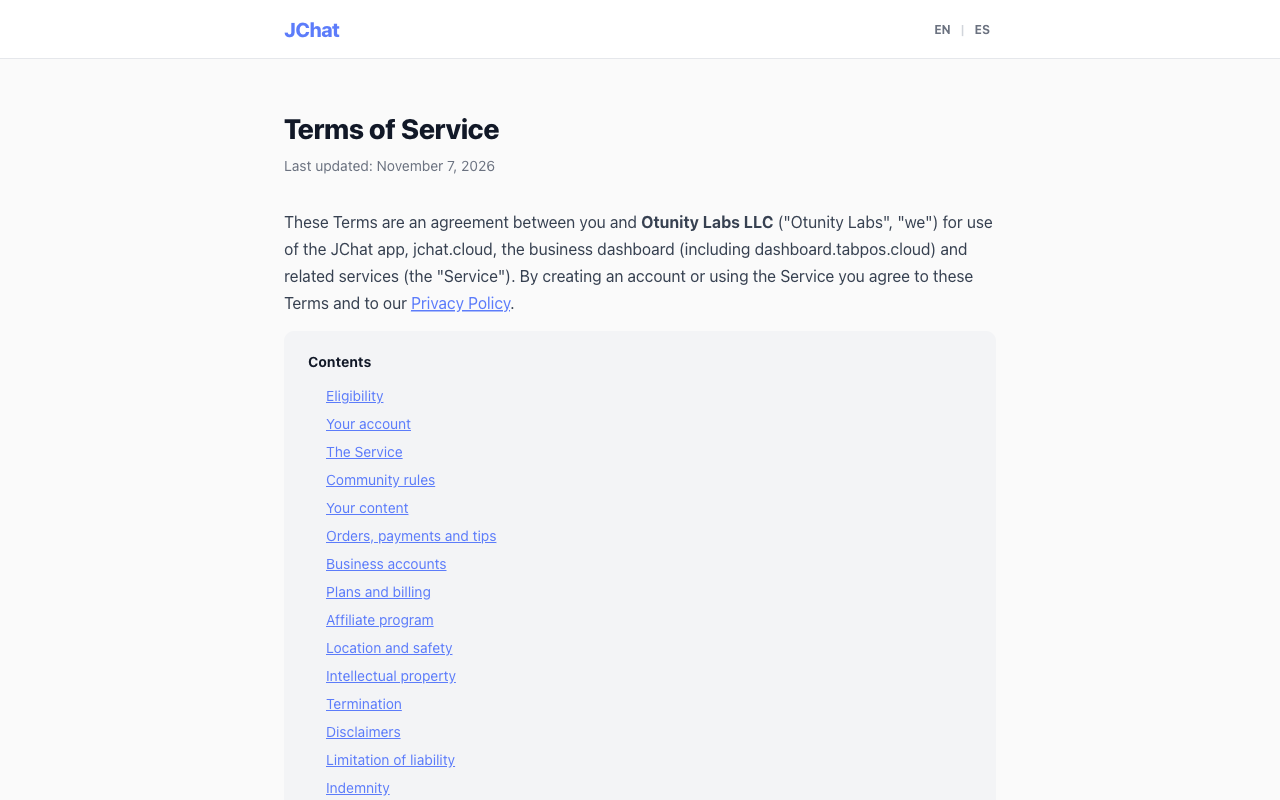 JChat
EN | ES
Terms of Service
Last updated: November 7, 2026
These Terms are an agreement between you and Otunity Labs LLC ("Otunity Labs", "we") for use
of the JChat app, jchat.cloud, the business dashboard (including dashboard.tabpos.cloud) and
related services (the "Service"). By creating an account or using the Service you agree to these
Terms and to our Privacy Policy.
Contents
Eligibility
Your account
The Service
Community rules
Your content
Orders, payments and tips
Business accounts
Plans and billing
Affiliate program
Location and safety
Intellectual property
Termination
Disclaimers
Limitation of liability
Indemnity